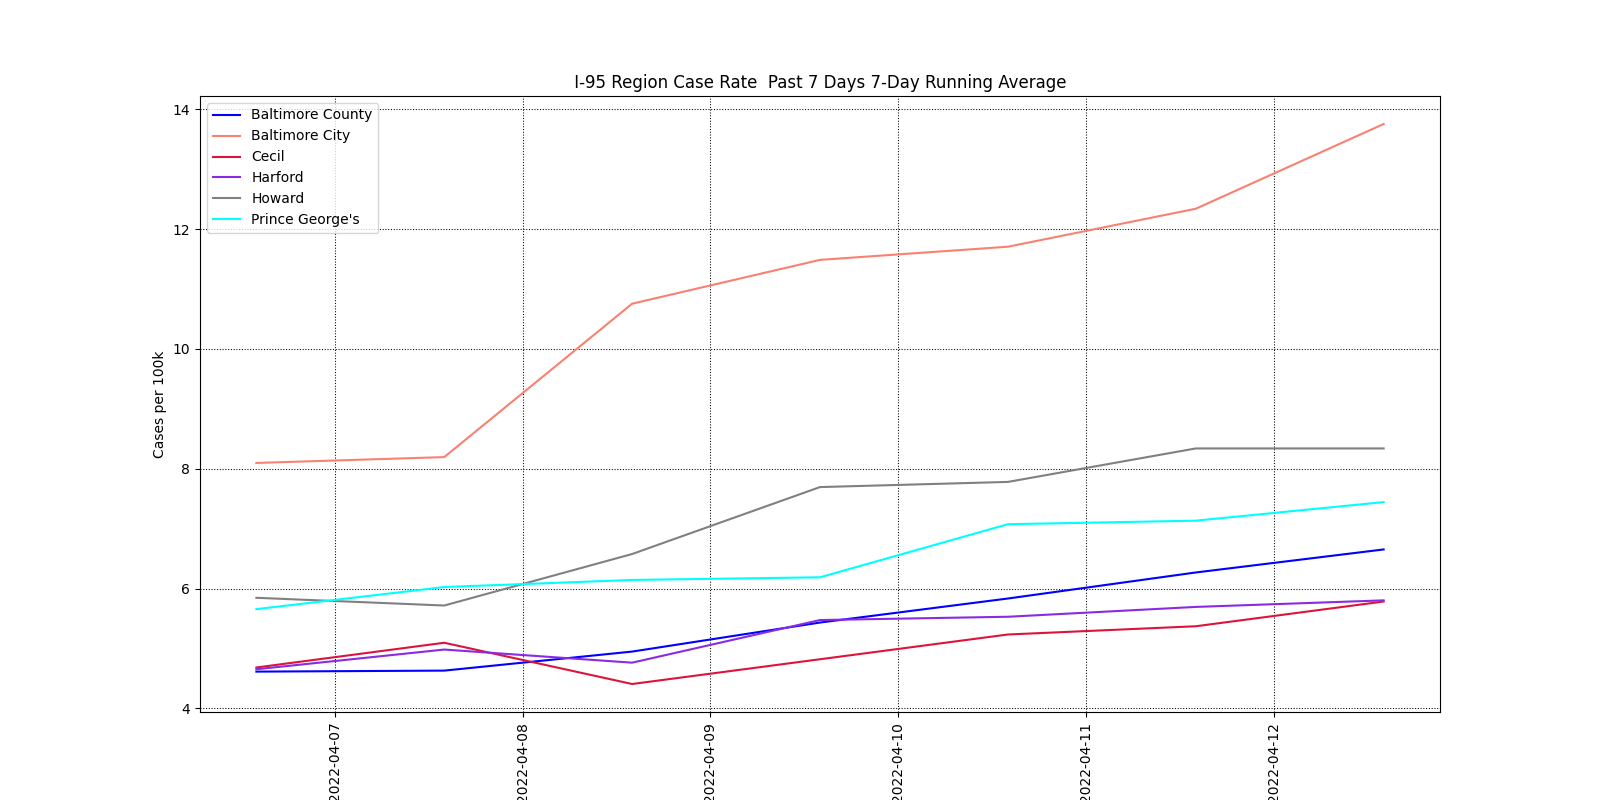 I-95 Region Case Rate  Past 7 Days 7-Day Running Average
14
12
10
8
6
4
Cases per 100k
Baltimore County
Baltimore City
Cecil
Harford
Howard
Prince George's
2022-04-07
2022-04-08
2022-04-09
2022-04-10
2022-04-11
2022-04-12